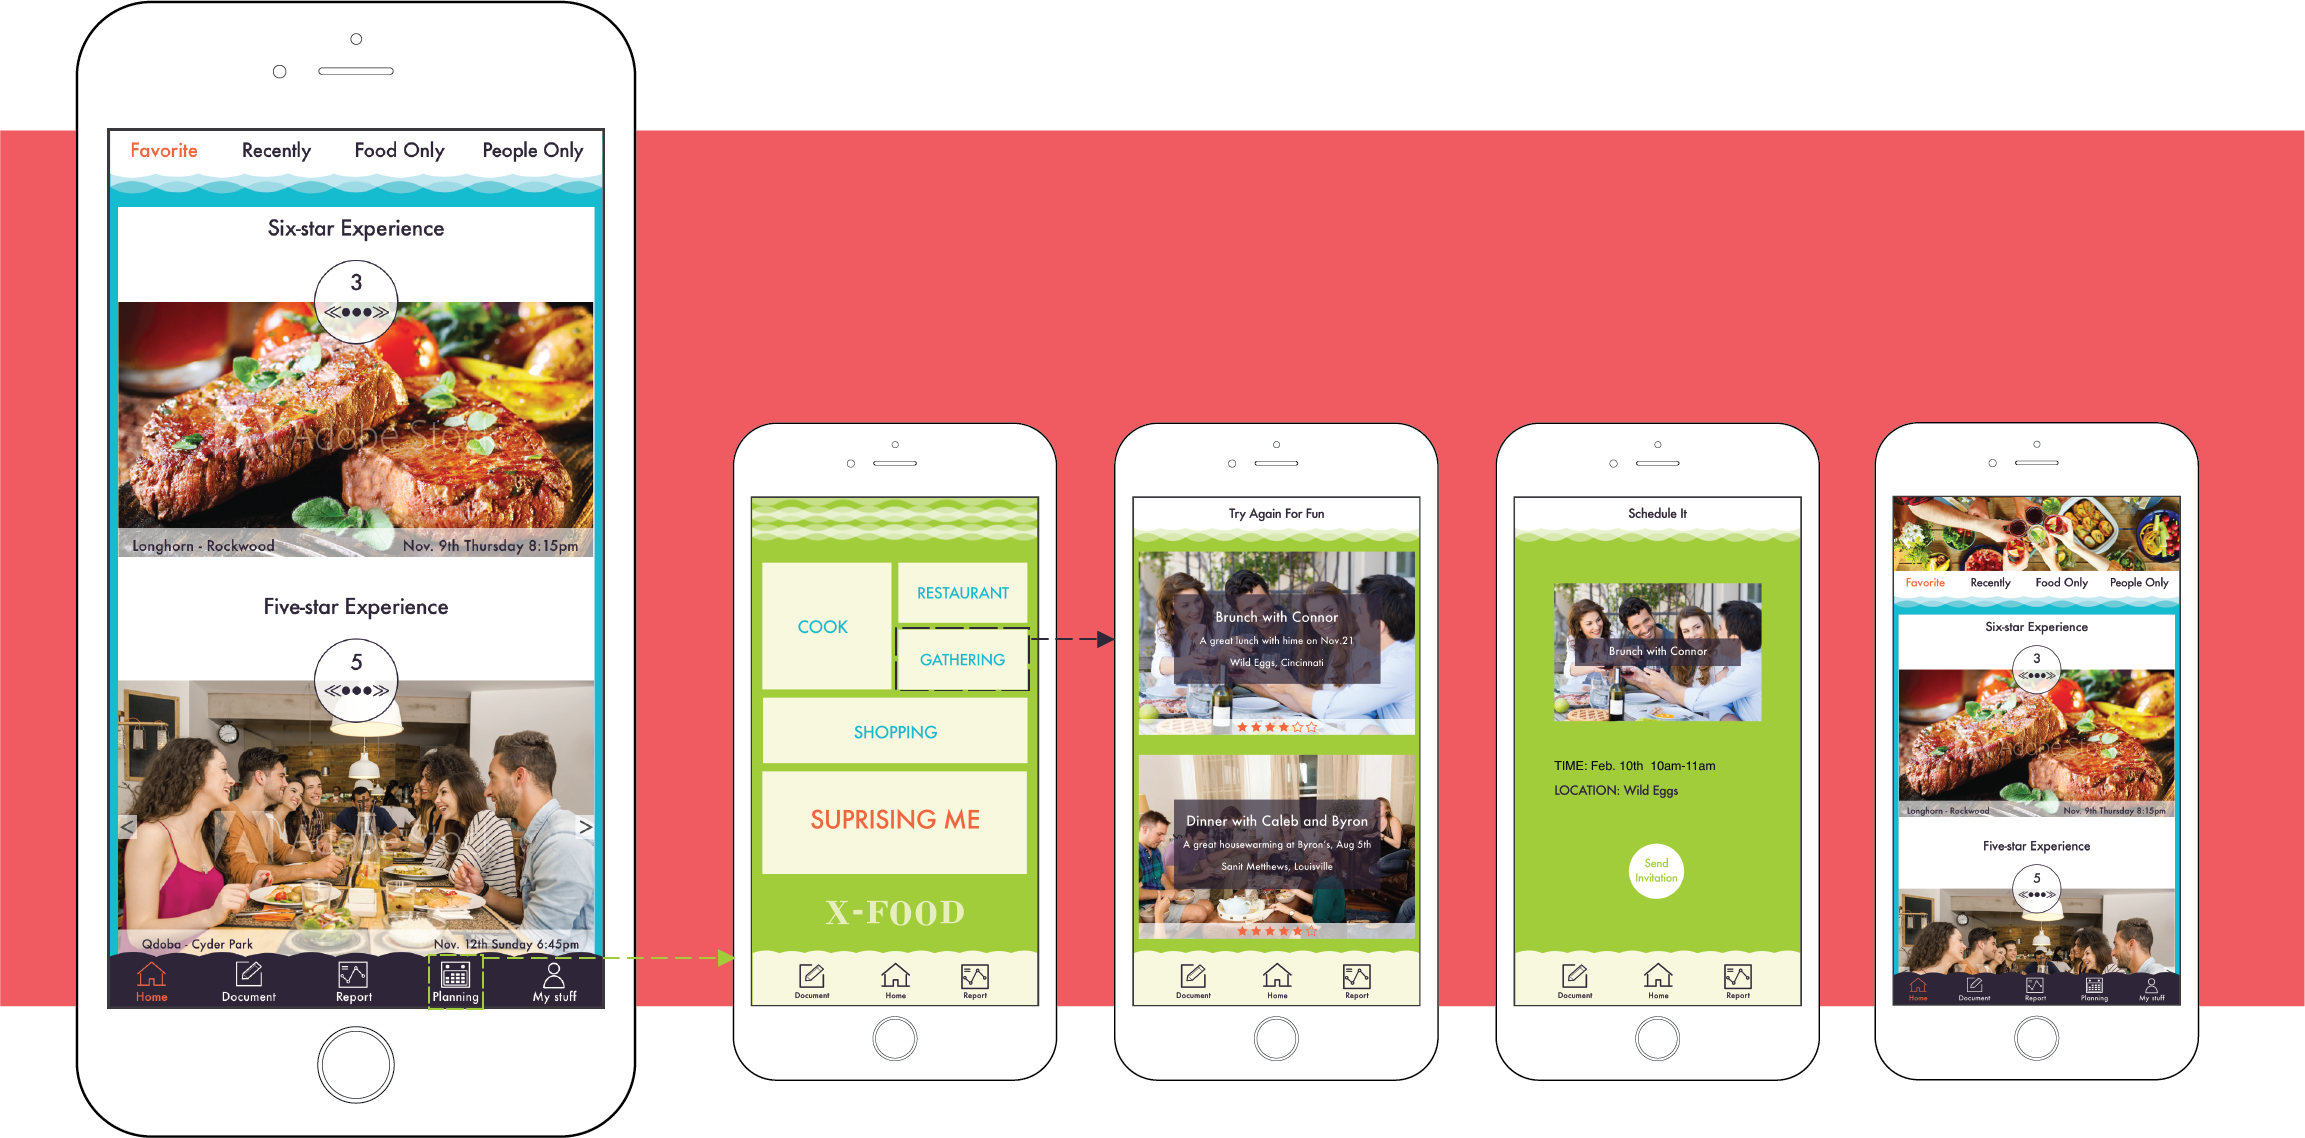 Favorite Recently Food Only People Only
Six-star Experience
3
Adobe Stock
Longhorn - Rockwood Nov. 9th Thursday 8:15pm
Five-star Experience
5
Adobe Stock
< >
Qdoba - Cyder Park Nov. 12th Sunday 6:45pm
Home Document Report Planning My stuff
COOK
RESTAURANT
GATHERING
SHOPPING
SUPRISING ME
X-FOOD
Document Home Report
Try Again For Fun
Brunch with Connor
A great lunch with hime on Nov.21
Wild Eggs, Cincinnati
Dinner with Caleb and Byron
A great housewarming at Byron's, Aug 5th
Sanit Metthews, Louisville
Document Home Report
Schedule It
Brunch with Connor
TIME: Feb. 10th 10am-11am
LOCATION: Wild Eggs
Send
Invitation
Document Home Report
Favorite Recently Food Only People Only
Six-star Experience
3
Adobe Stock
Longhorn - Rockwood Nov. 9th Thursday 8:15pm
Five-star Experience
5
Home Document Report Planning My stuff